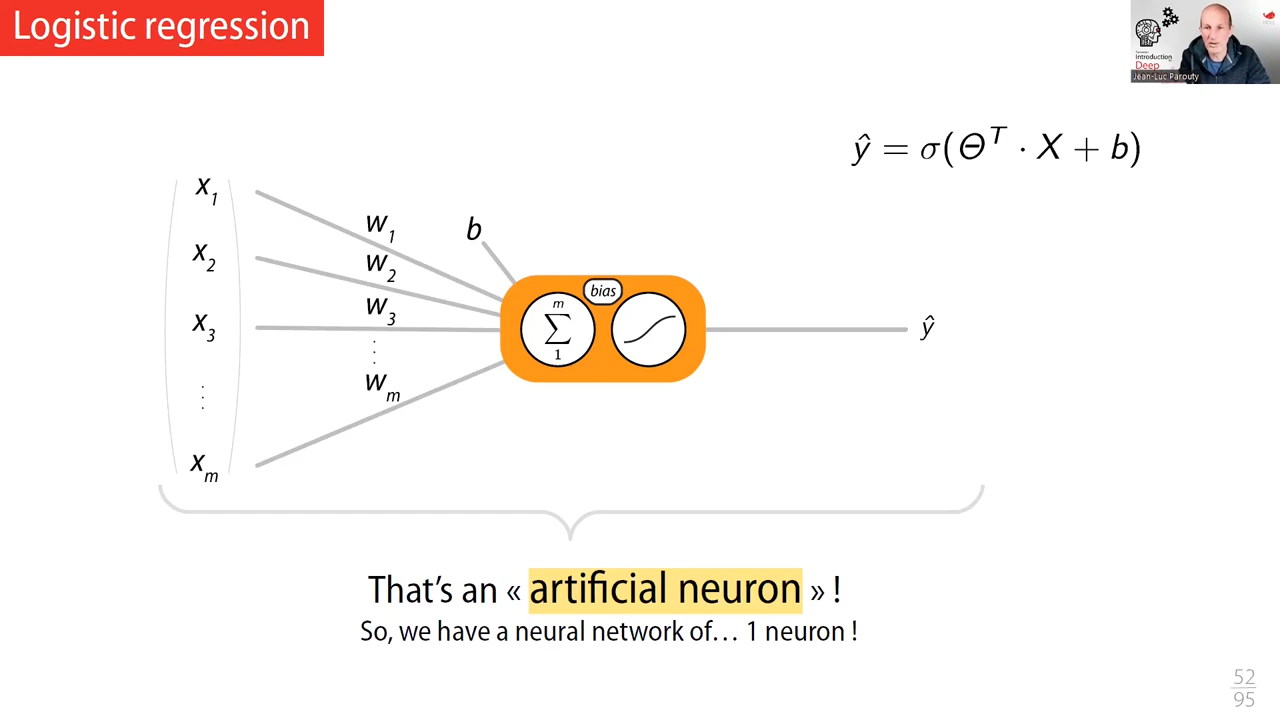 Logistic regression
Introduction
Deep
Jean-Luc Parouty
ŷ = σ(Θᵀ · X + b)
x₁
x₂
x₃
⋮
xₘ
w₁
w₂
w₃
⋮
wₘ
b
bias
m
∑
1
ŷ
That's an « artificial neuron » !
So, we have a neural network of… 1 neuron !
52
95